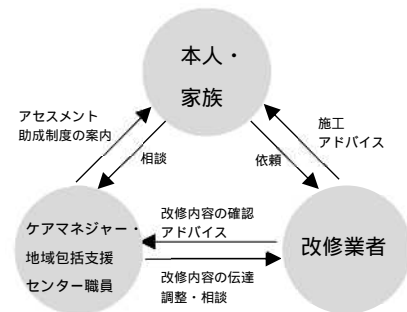 本人・
家族
アセスメント
助成制度の案内
相談
依頼
施工
アドバイス
ケアマネジャー・
地域包括支援
センター職員
改修内容の確認
アドバイス
改修内容の伝達
調整・相談
改修業者